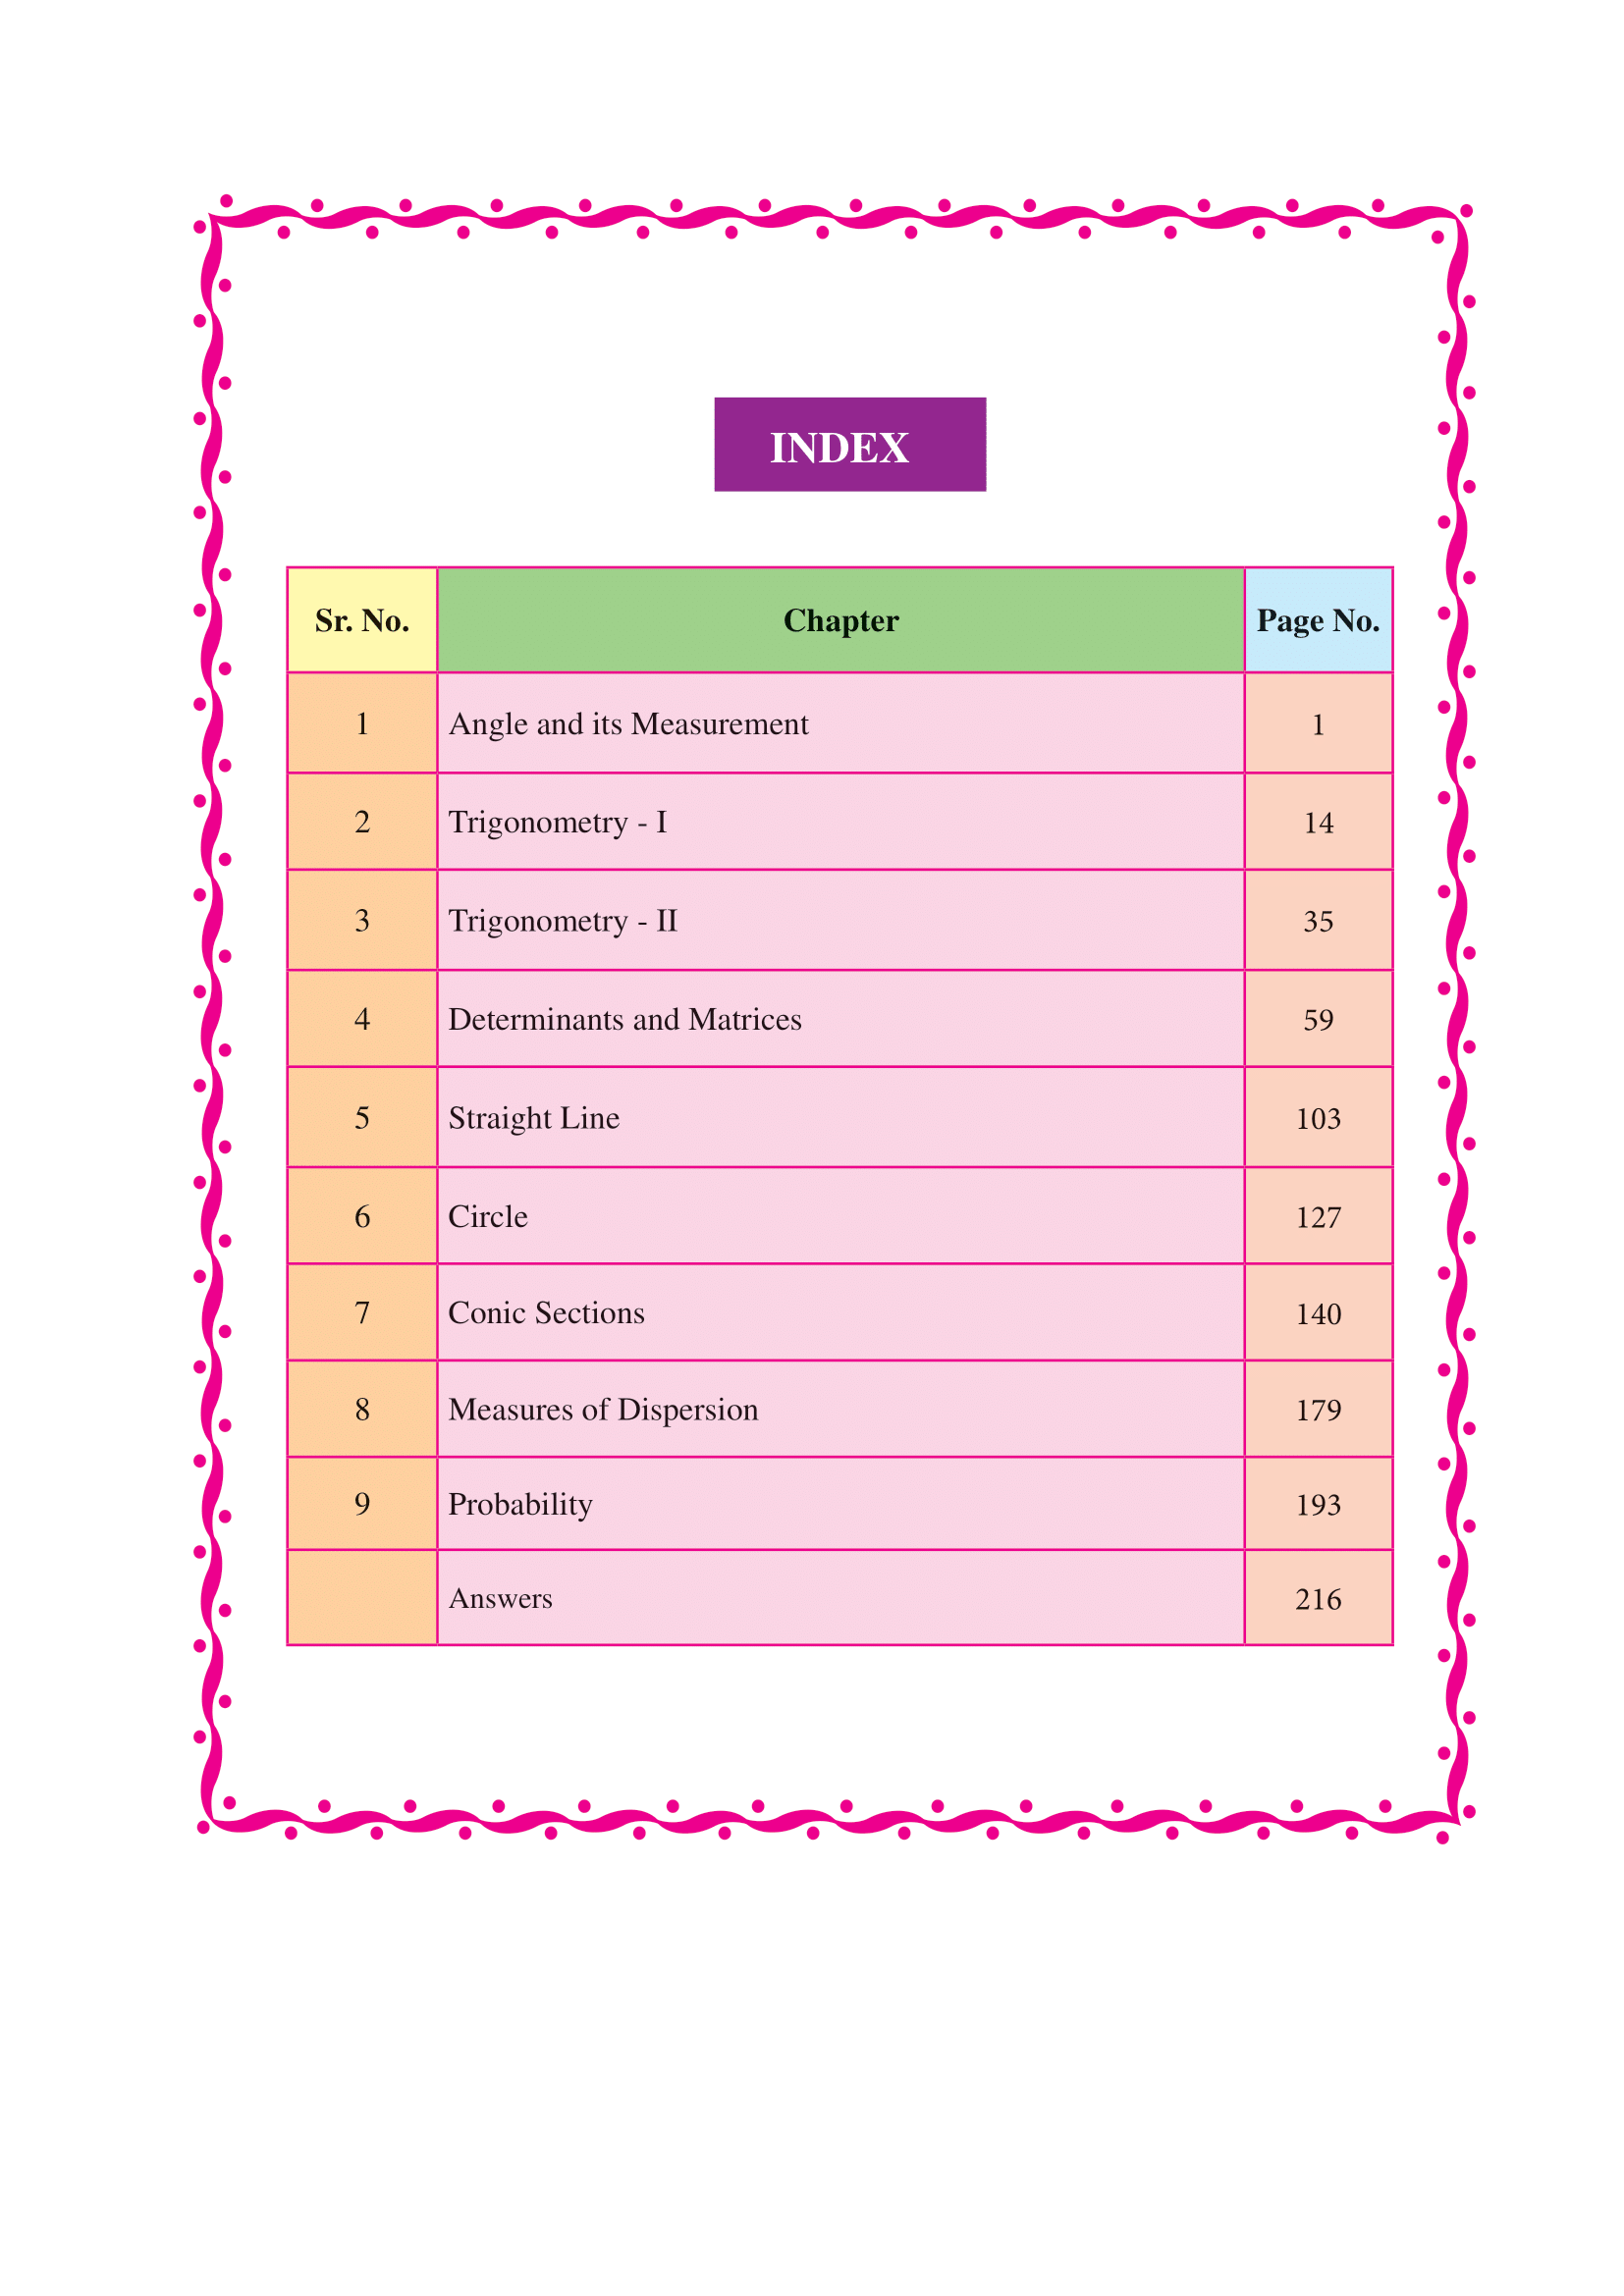 INDEX
Sr. No. Chapter Page No.
1 Angle and its Measurement 1
2 Trigonometry - I 14
3 Trigonometry - II 35
4 Determinants and Matrices 59
5 Straight Line 103
6 Circle 127
7 Conic Sections 140
8 Measures of Dispersion 179
9 Probability 193
Answers 216